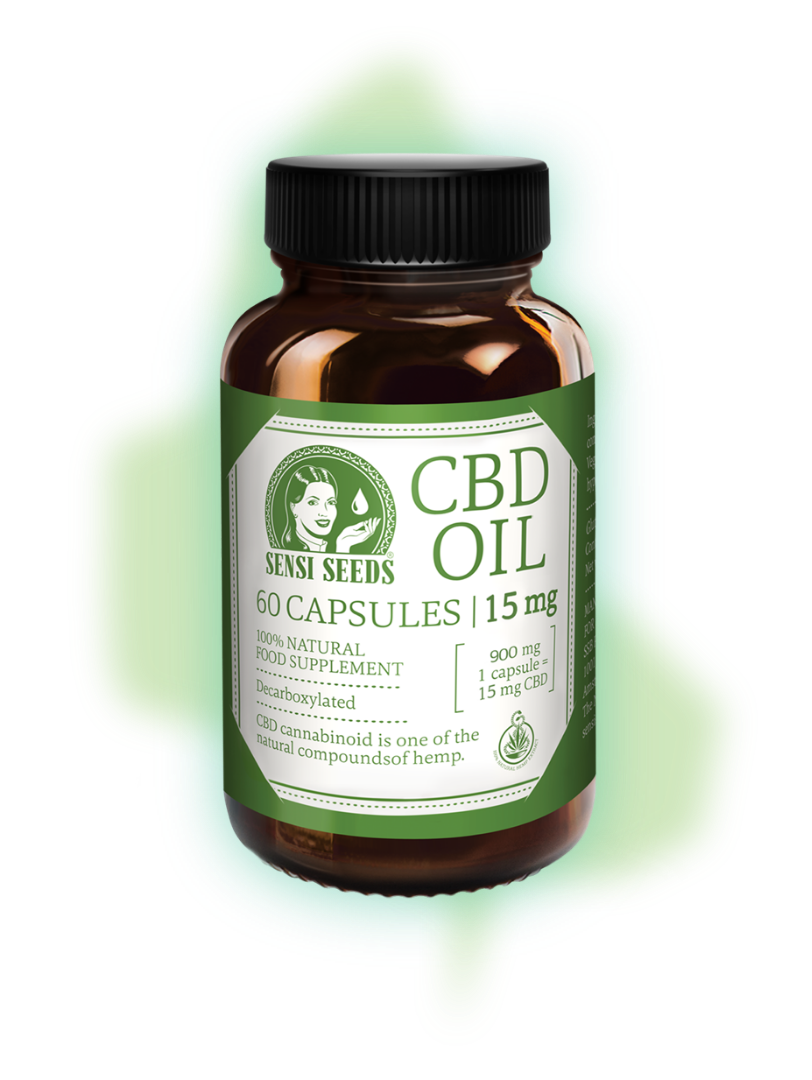 CBD
OIL
SENSI SEEDS®
60 CAPSULES | 15 mg
100% NATURAL
FOOD SUPPLEMENT
Decarboxylated
CBD cannabinoid is one of the
natural compoundsof hemp.
900 mg
1 capsule =
15 mg CBD